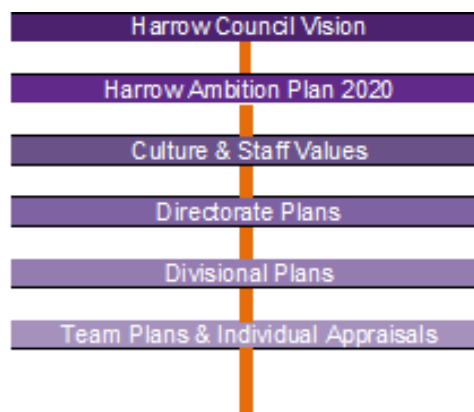 Harrow Council Vision
Harrow Ambition Plan 2020
Culture & Staff Values
Directorate Plans
Divisional Plans
Team Plans & Individual Appraisals